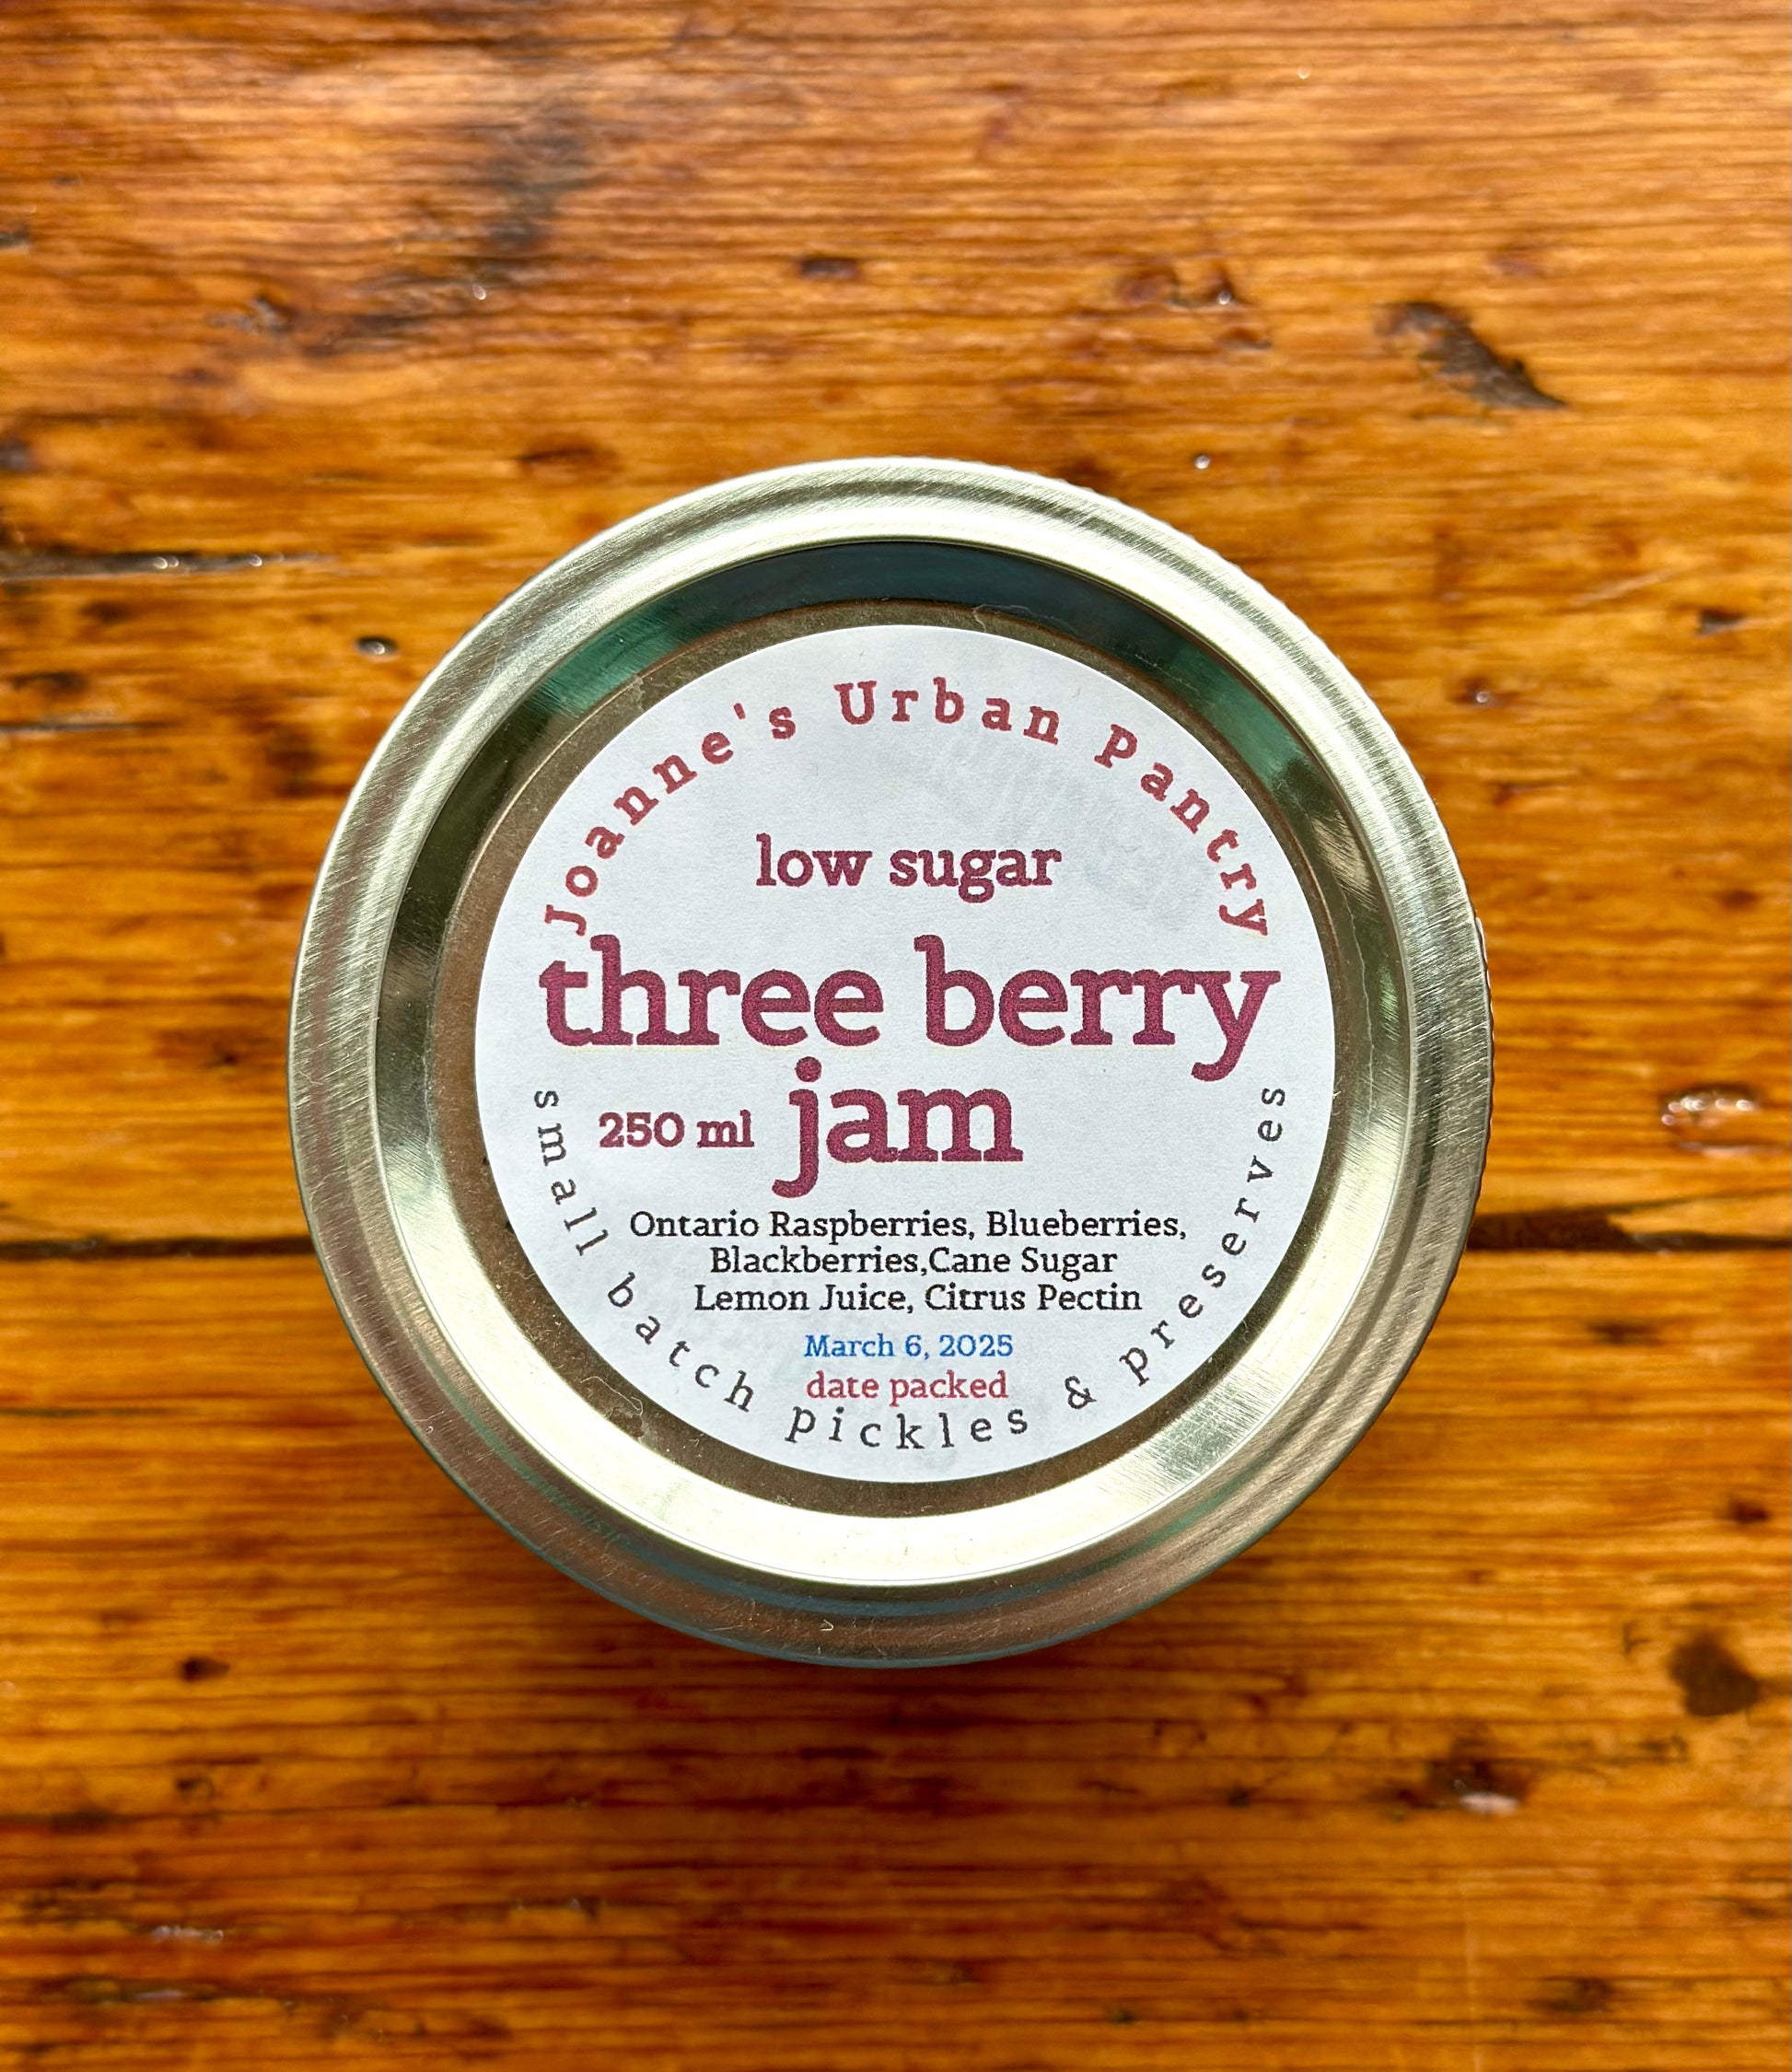 Joanne's Urban Pantry
low sugar
three berry
jam
250 ml
Ontario Raspberries, Blueberries,
Blackberries,Cane Sugar
Lemon Juice, Citrus Pectin
March 6, 2025
date packed
small batch pickles & preserves